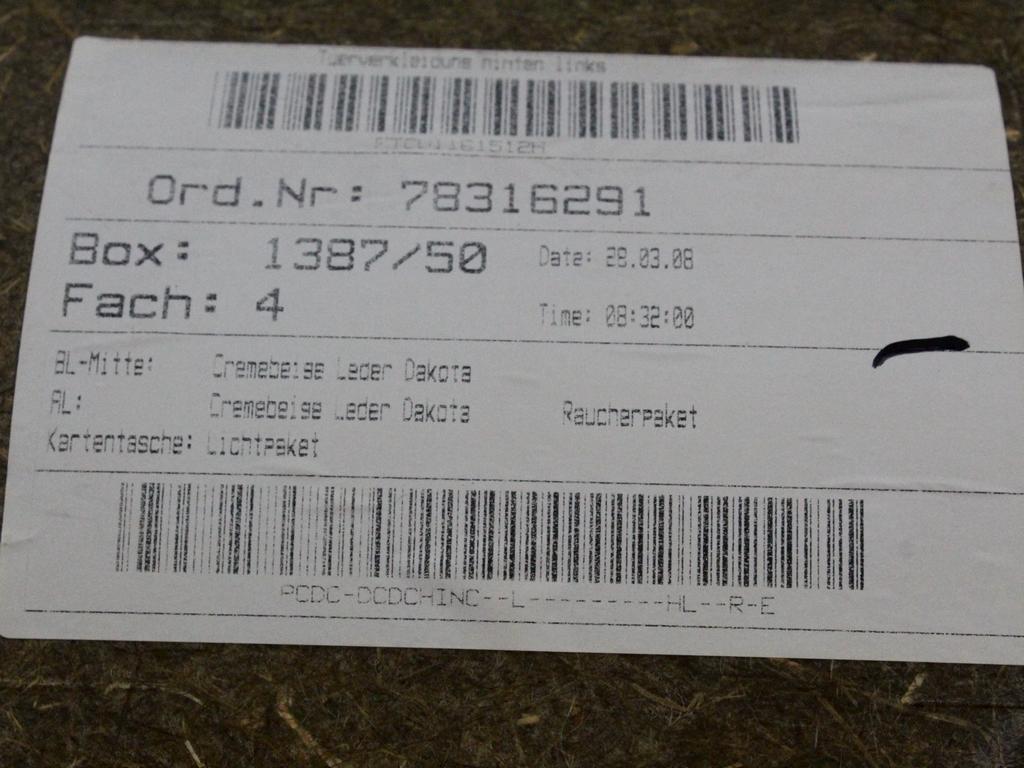 Tuerverkleidung hinten links
Ord.Nr: 78316291
Box: 1387/50 Date: 28.03.08
Fach: 4 Time: 08:32:00
BL-Mitte: Cremebeige Leder Dakota
AL: Cremebeige Leder Dakota Raucherpaket
Kartentasche: Lichtpaket
PCDC-DCDCHINC--L---------HL--R-E